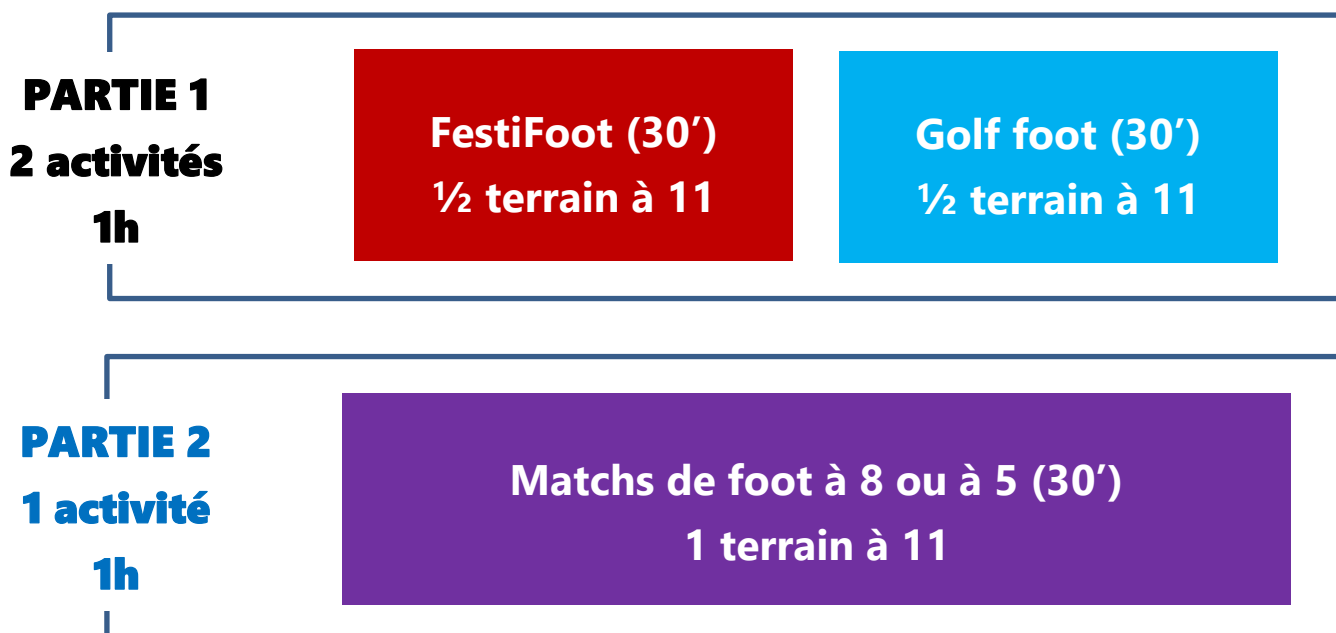 PARTIE 1
2 activités
1h
FestiFoot (30’)
½ terrain à 11
Golf foot (30’)
½ terrain à 11
PARTIE 2
1 activité
1h
Matchs de foot à 8 ou à 5 (30’)
1 terrain à 11